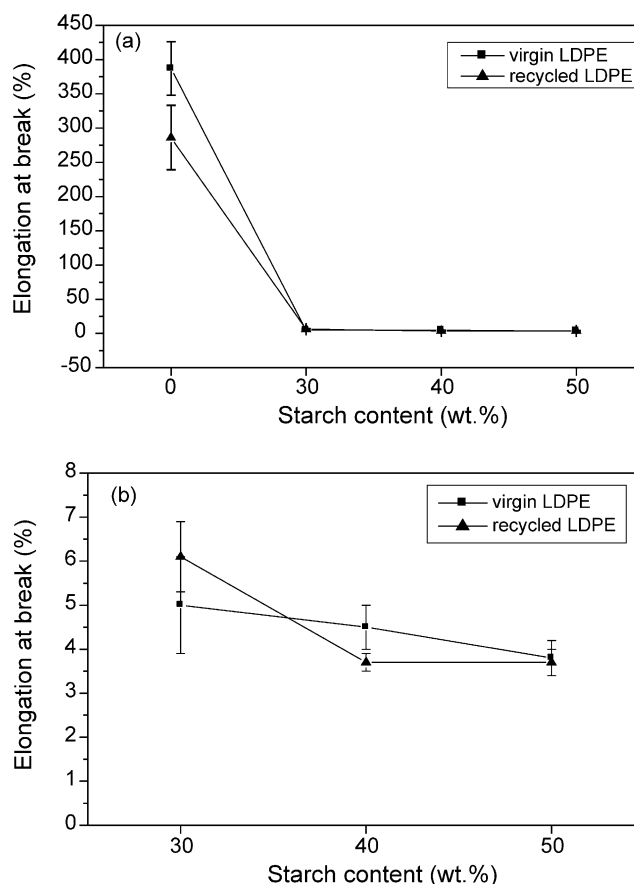 (a)
virgin LDPE
recycled LDPE
Elongation at break (%)
450
400
350
300
250
200
150
100
50
0
-50
0 30 40 50
Starch content (wt.%)
(b)
virgin LDPE
recycled LDPE
Elongation at break (%)
8
7
6
5
4
3
2
1
0
30 40 50
Starch content (wt.%)